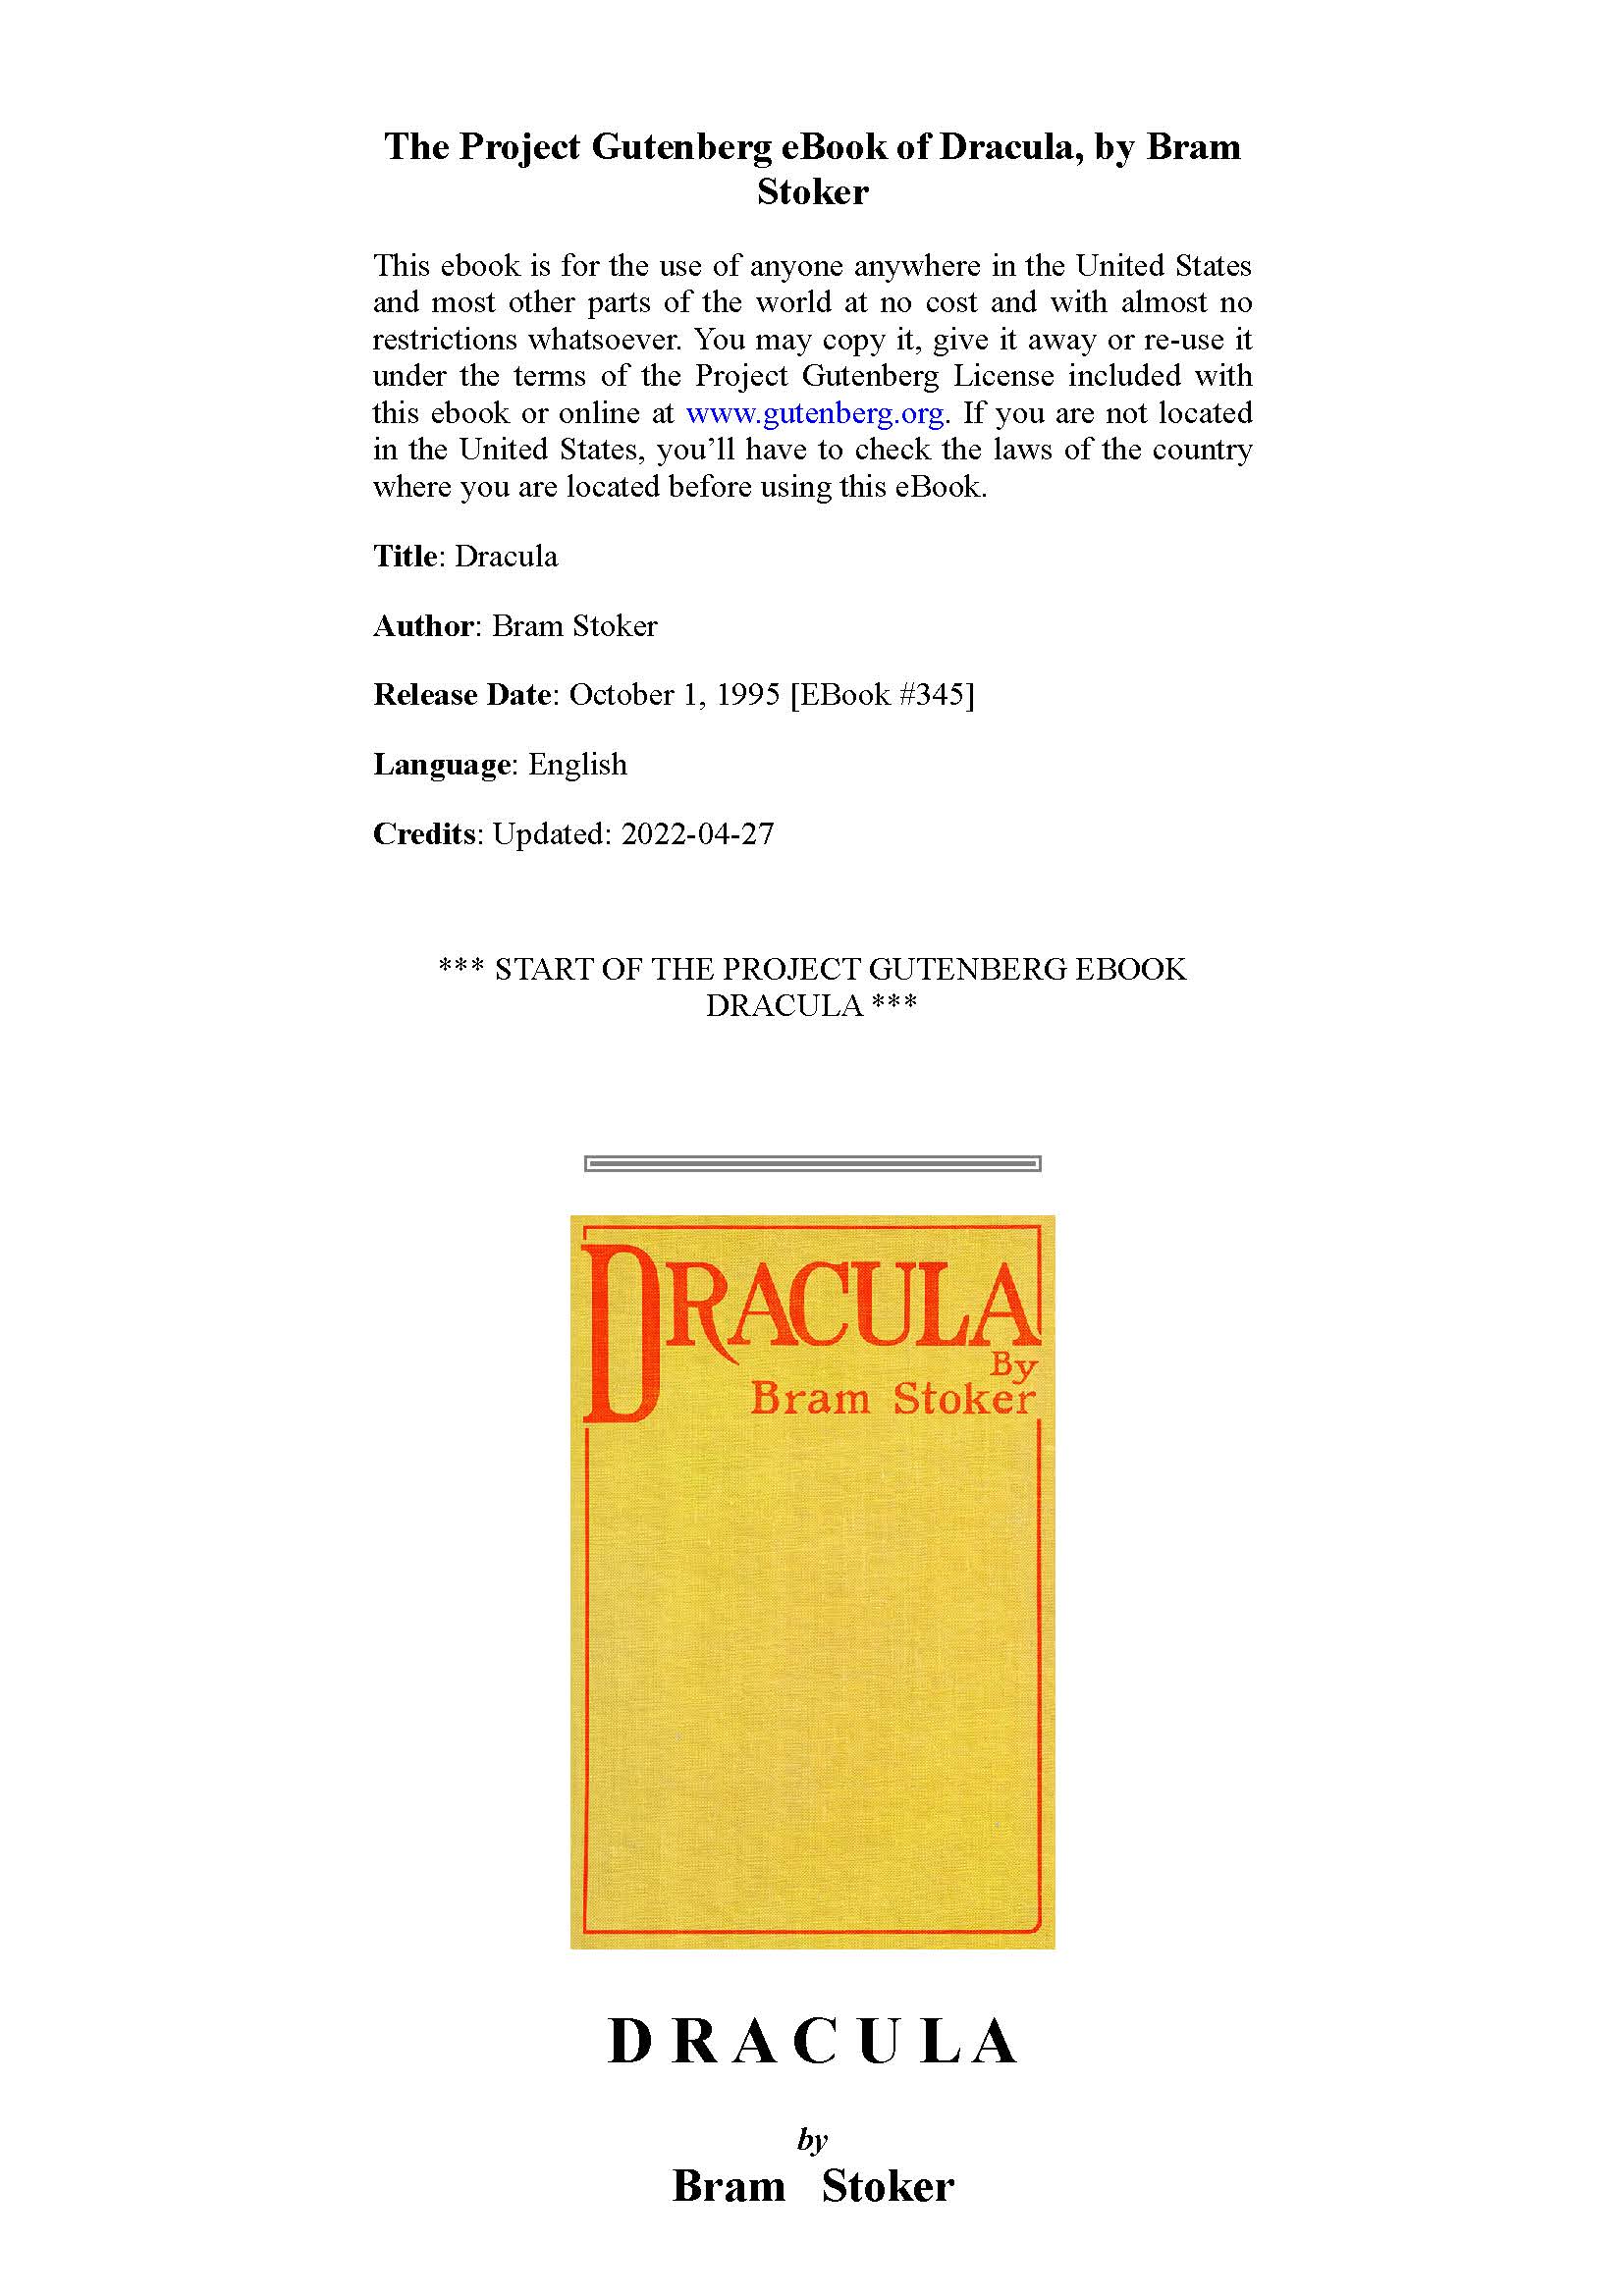 The Project Gutenberg eBook of Dracula, by Bram
Stoker
This ebook is for the use of anyone anywhere in the United States
and most other parts of the world at no cost and with almost no
restrictions whatsoever. You may copy it, give it away or re-use it
under the terms of the Project Gutenberg License included with
this ebook or online at www.gutenberg.org. If you are not located
in the United States, you’ll have to check the laws of the country
where you are located before using this eBook.
Title: Dracula
Author: Bram Stoker
Release Date: October 1, 1995 [EBook #345]
Language: English
Credits: Updated: 2022-04-27
*** START OF THE PROJECT GUTENBERG EBOOK
DRACULA ***
DRACULA
By
Bram Stoker
D R A C U L A
by
Bram Stoker